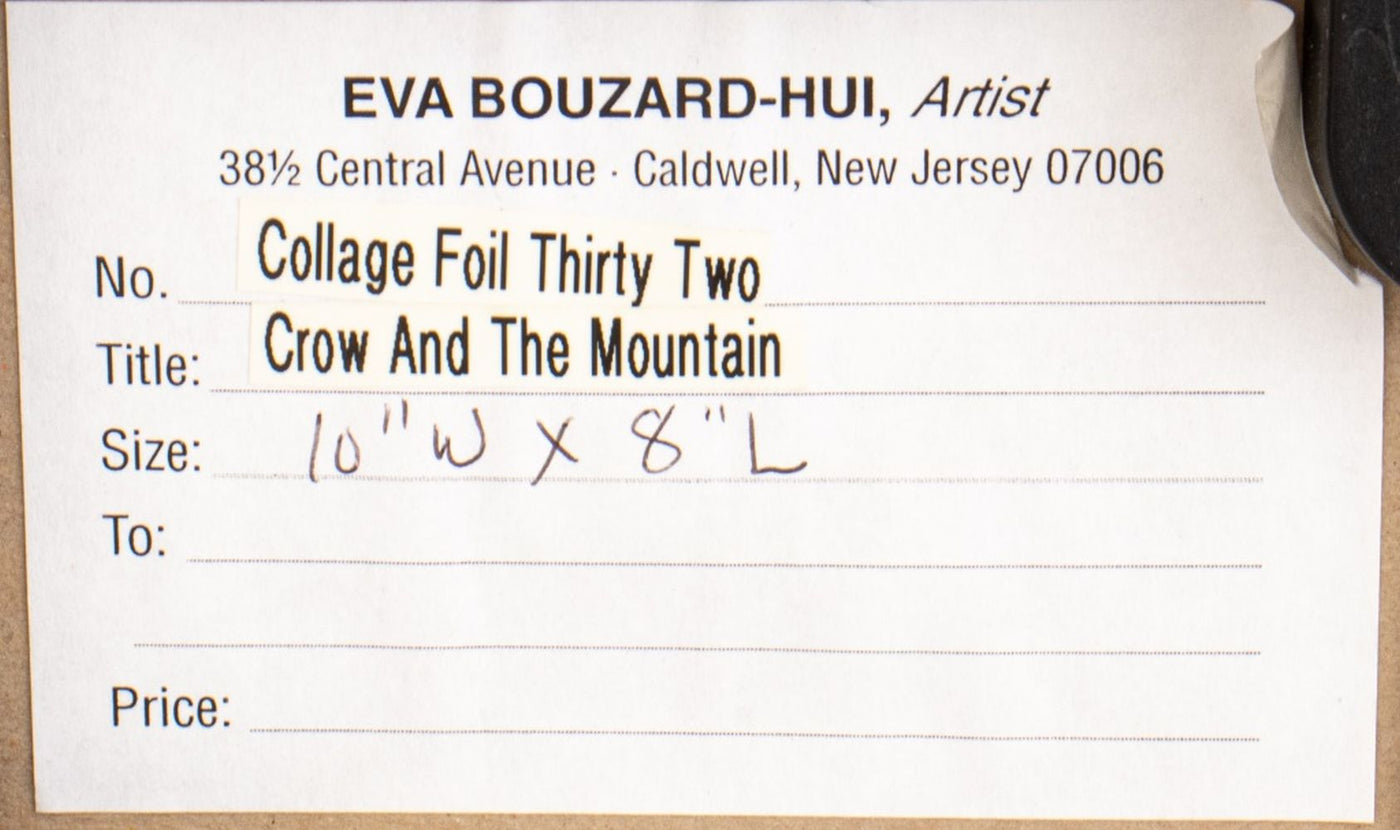 EVA BOUZARD-HUI, Artist
38½ Central Avenue · Caldwell, New Jersey 07006
No. Collage Foil Thirty Two
Title: Crow And The Mountain
Size: 10" W X 8" L
To:
Price: